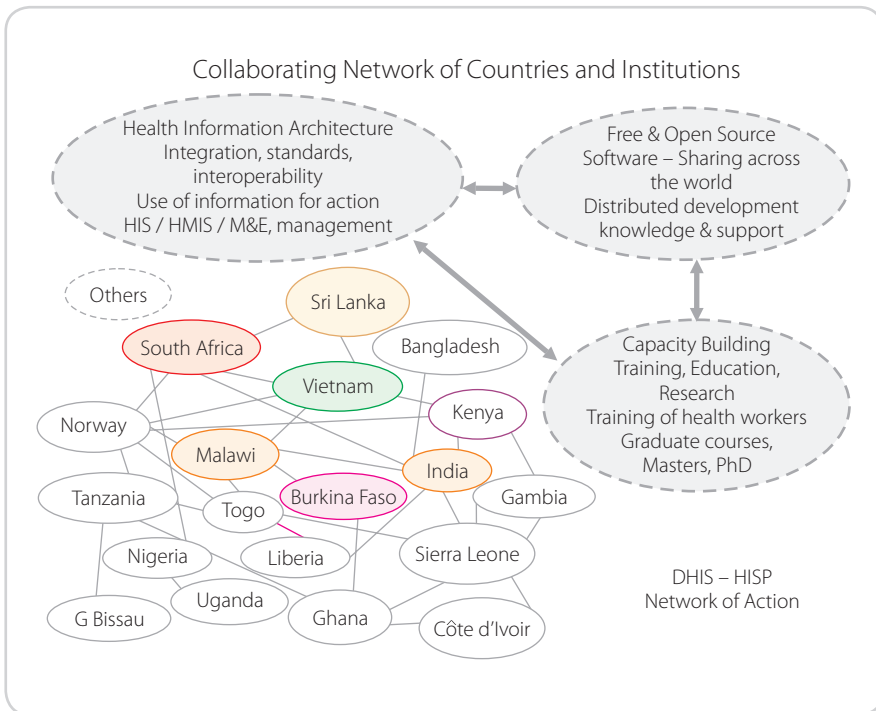 Collaborating Network of Countries and Institutions
Health Information Architecture
Integration, standards,
interoperability
Use of information for action
HIS / HMIS / M&E, management
Free & Open Source
Software – Sharing across
the world
Distributed development
knowledge & support
Others
Sri Lanka
South Africa
Bangladesh
Vietnam
Capacity Building
Training, Education,
Research
Training of health workers
Graduate courses,
Masters, PhD
Kenya
Norway
Malawi
India
Tanzania
Burkina Faso
Gambia
Togo
Nigeria
Liberia
Sierra Leone
Uganda
G Bissau
Ghana
Côte d’Ivoir
DHIS – HISP
Network of Action